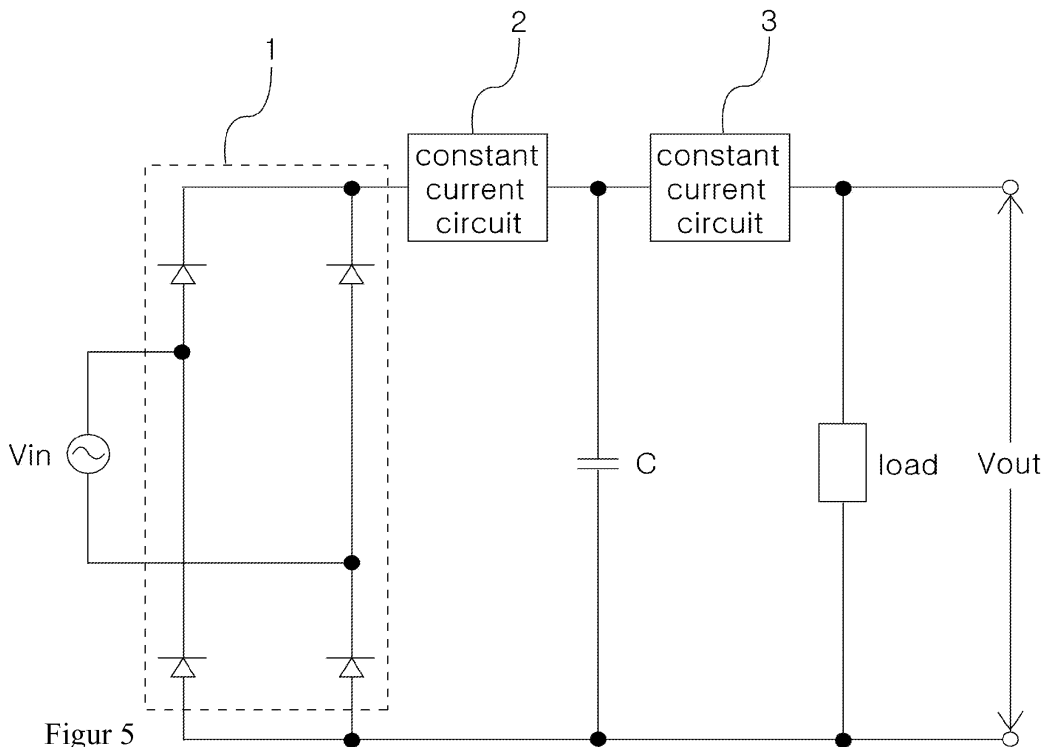 1
2
3
constant
current
circuit
constant
current
circuit
Vin
C
load
Vout
Figur 5